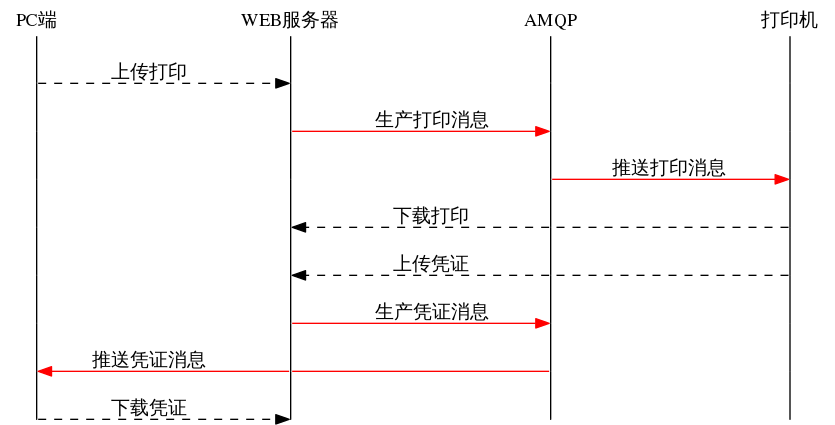 PC端 WEB服务器 AMQP 打印机
上传打印
生产打印消息
推送打印消息
下载打印
上传凭证
生产凭证消息
推送凭证消息
下载凭证